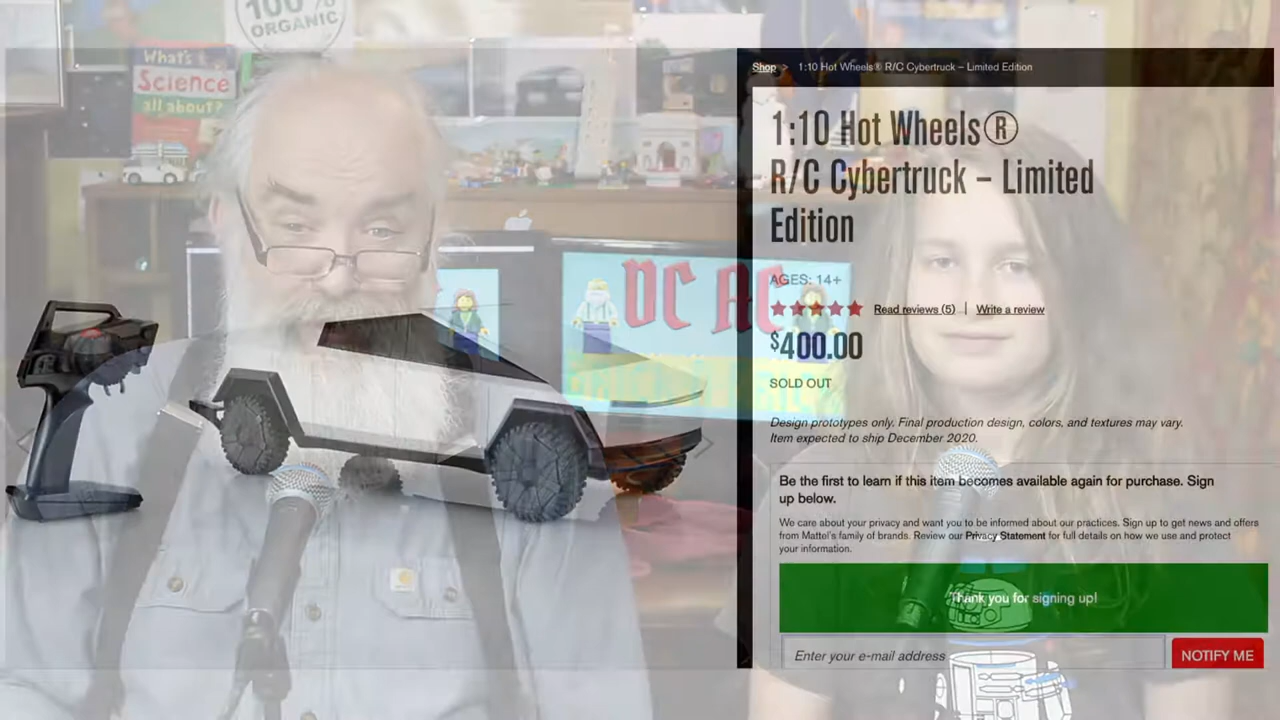 100%
ORGANIC
What's
Science
all about?
Shop > 1:10 Hot Wheels® R/C Cybertruck – Limited Edition
1:10 Hot Wheels®
R/C Cybertruck – Limited
Edition
AGES: 14+
Read reviews (5) | Write a review
$400.00
SOLD OUT
Design prototypes only. Final production design, colors, and textures may vary.
Item expected to ship December 2020.
Be the first to learn if this item becomes available again for purchase. Sign
up below.
We care about your privacy and want you to be informed about our practices. Sign up to get news and offers
from Mattel's family of brands. Review our Privacy Statement for full details on how we use and protect
your information.
Thank you for signing up!
Enter your e-mail address
NOTIFY ME